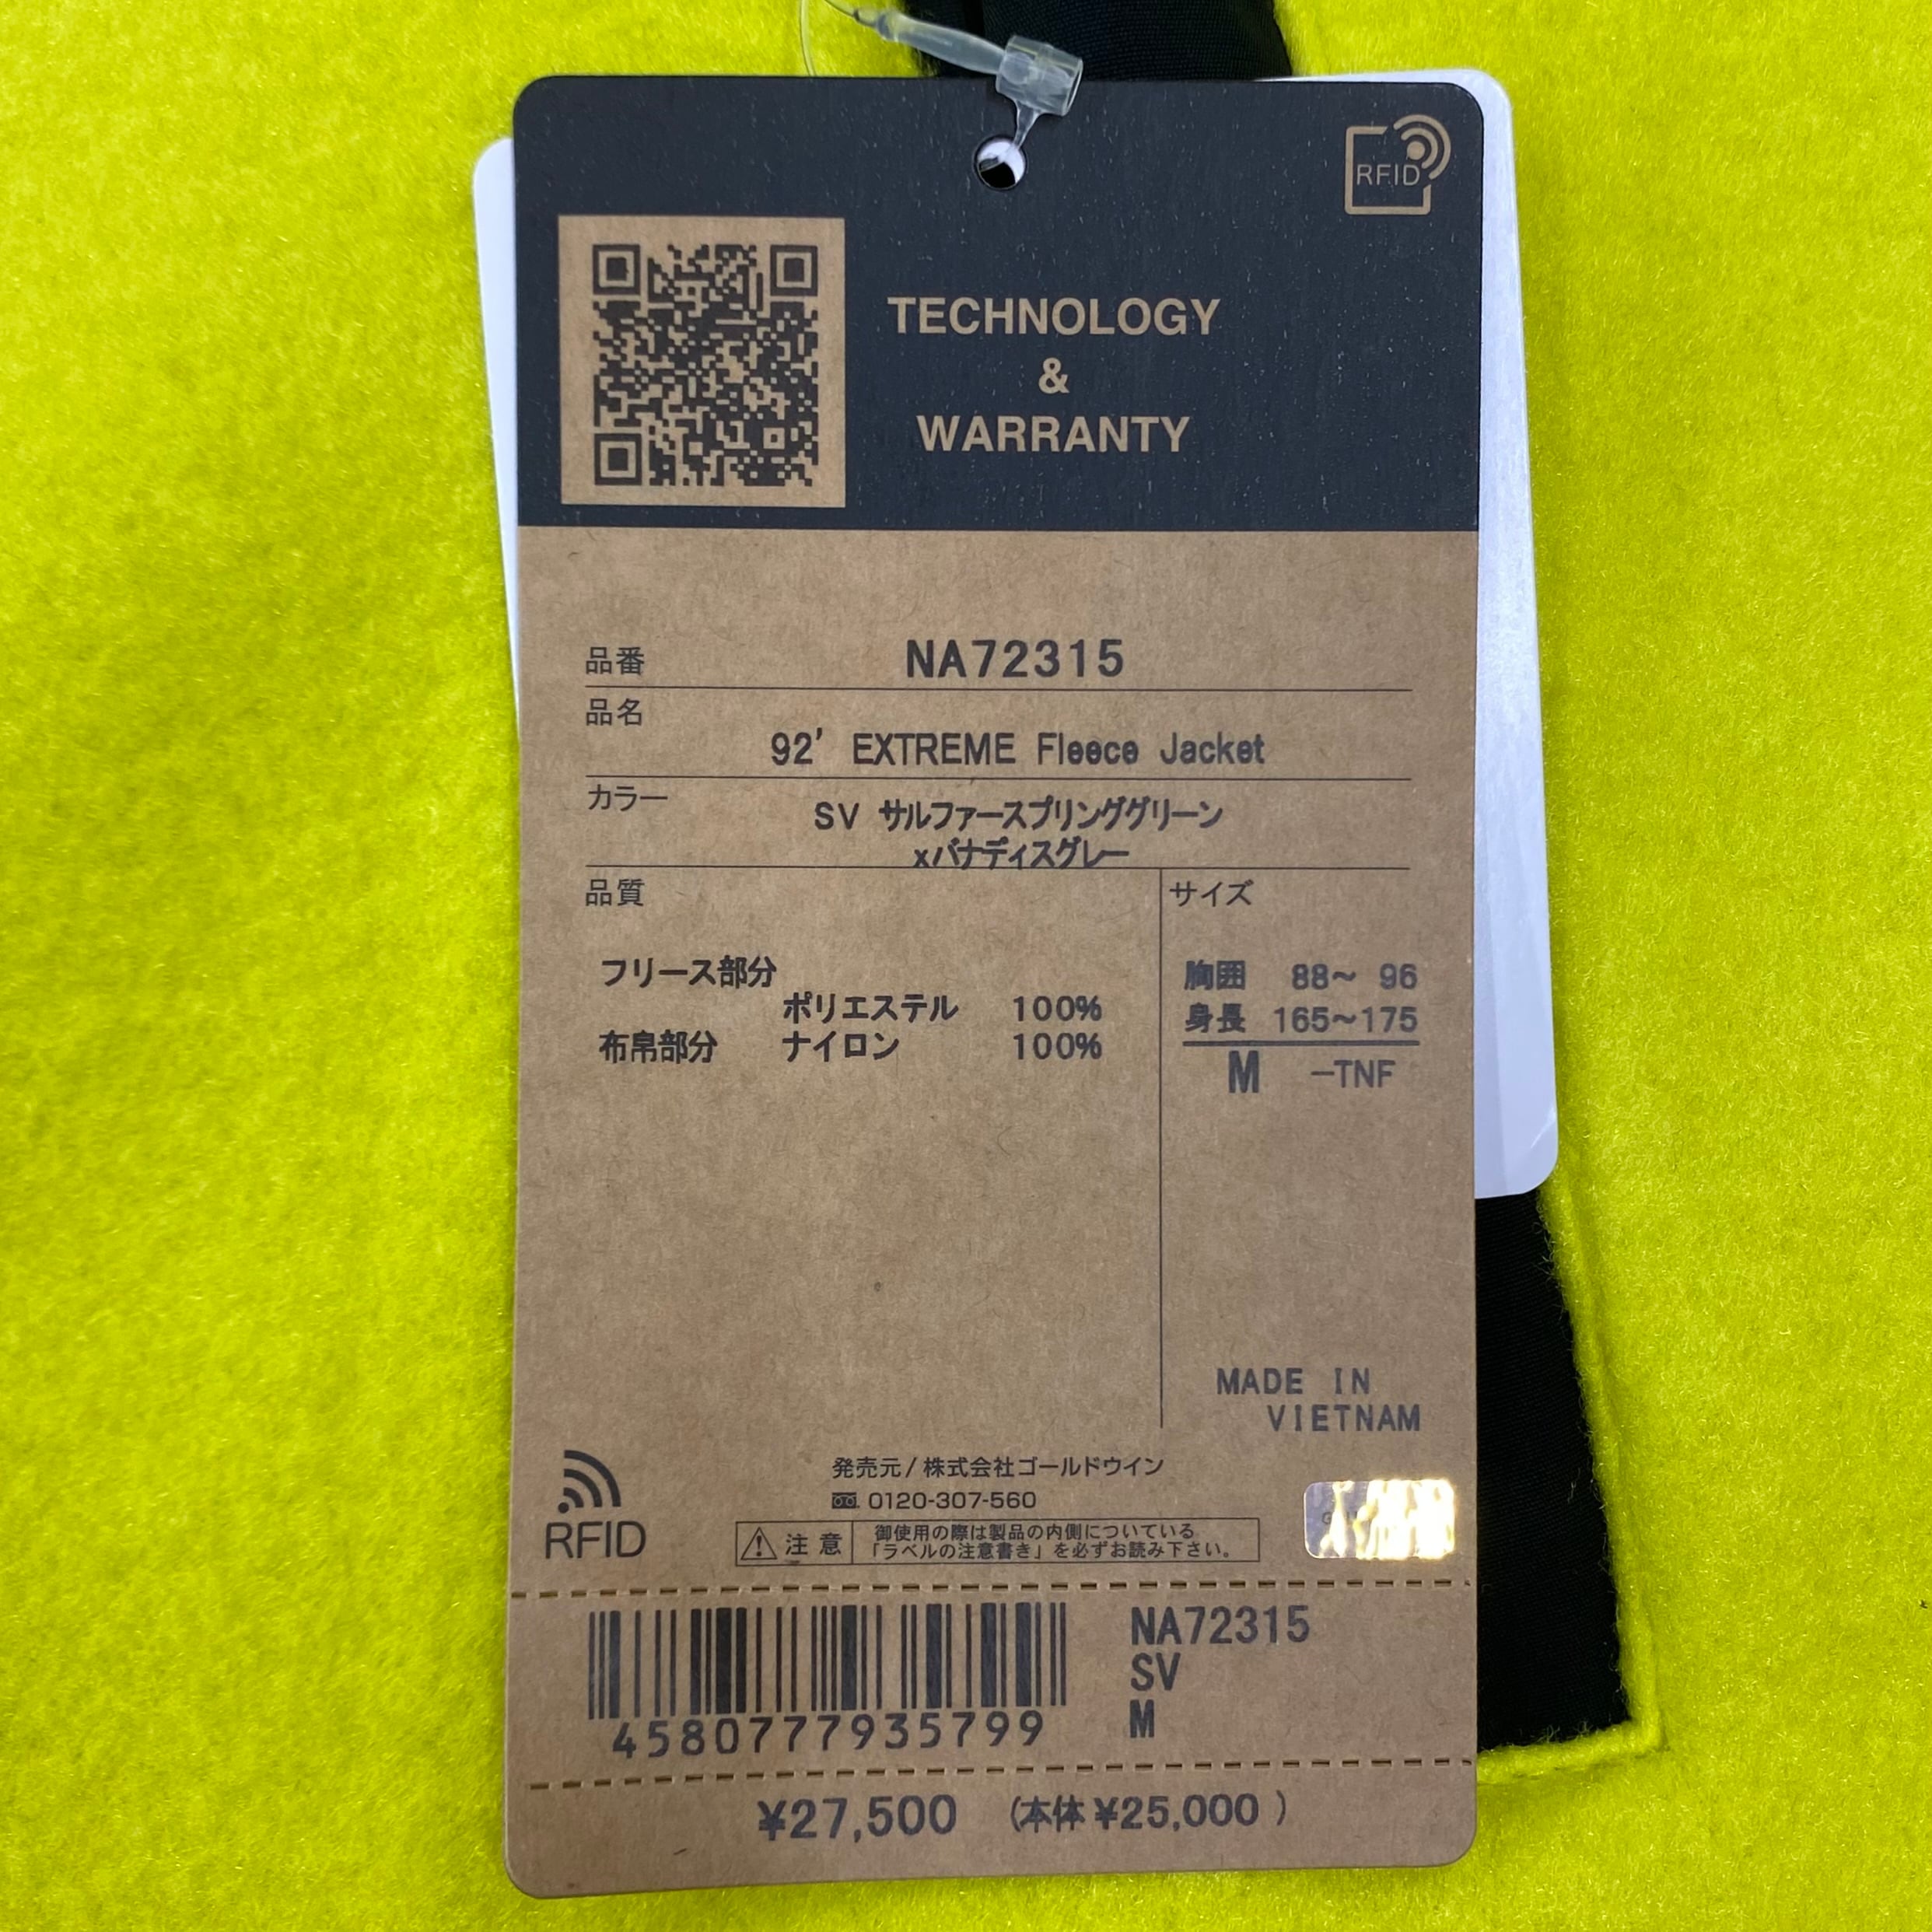 RFID
TECHNOLOGY
&
WARRANTY
品番 NA72315
品名
92' EXTREME Fleece Jacket
カラー
SV サルファースプリンググリーン
xバナディスグレー
品質
サイズ
フリース部分
ポリエステル 100%
布帛部分 ナイロン 100%
胸囲 88～ 96
身長 165～175
M －TNF
MADE IN
VIETNAM
RFID
発売元/株式会社ゴールドウイン
0120-307-560
注意
御使用の際は製品の内側についている
「ラベルの注意書き」を必ずお読み下さい。
4580777935799
NA72315
SV
M
¥27,500 (本体¥25,000 )